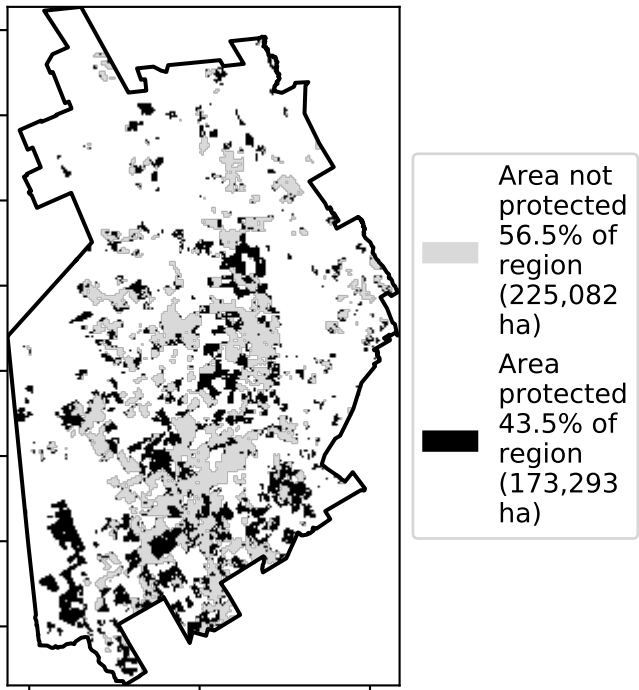 Area not
protected
56.5% of
region
(225,082
ha)
Area
protected
43.5% of
region
(173,293
ha)